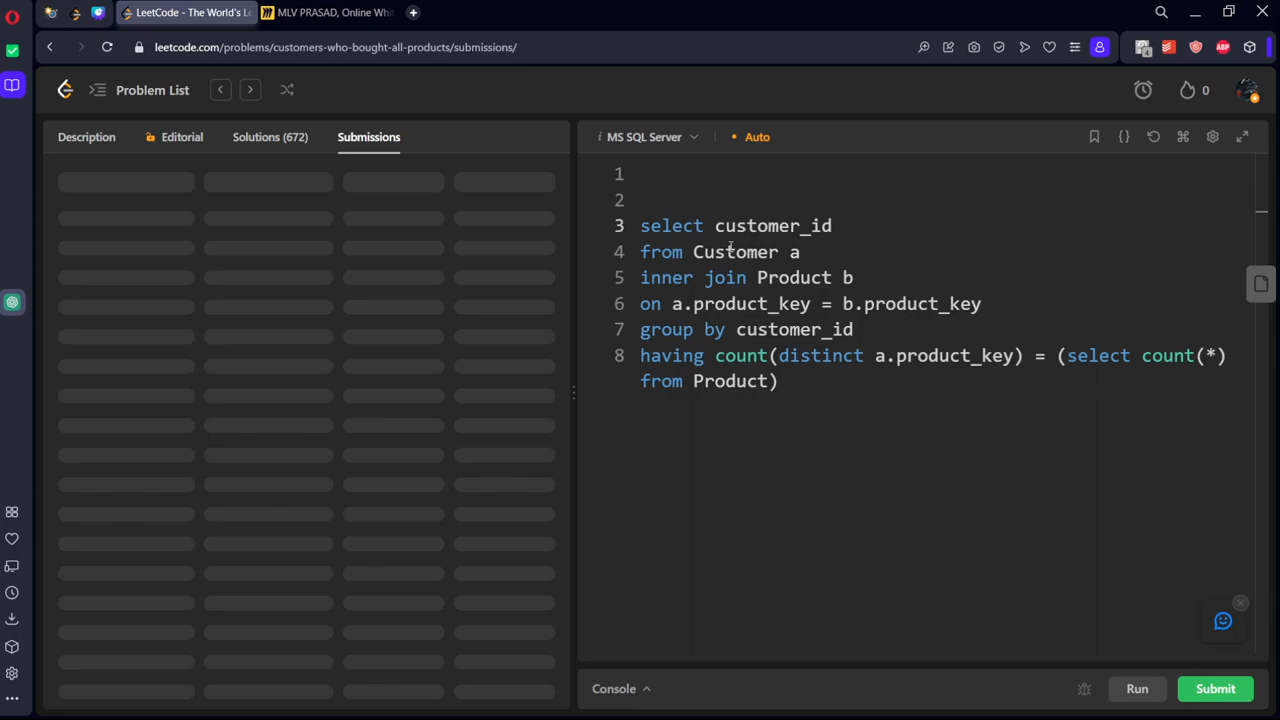 LeetCode - The World's Le
MLV PRASAD, Online Whi
leetcode.com/problems/customers-who-bought-all-products/submissions/
ABP
Problem List
0
Description
Editorial
Solutions (672)
Submissions
i MS SQL Server
• Auto
1
2
3 select customer_id
4 from Customer a
5 inner join Product b
6 on a.product_key = b.product_key
7 group by customer_id
8 having count(distinct a.product_key) = (select count(*)
from Product)
Console
Run
Submit